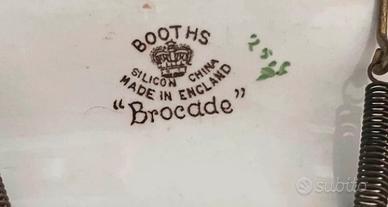 BOOTHS
SILICON CHINA
MADE IN ENGLAND
"Brocade"
subito